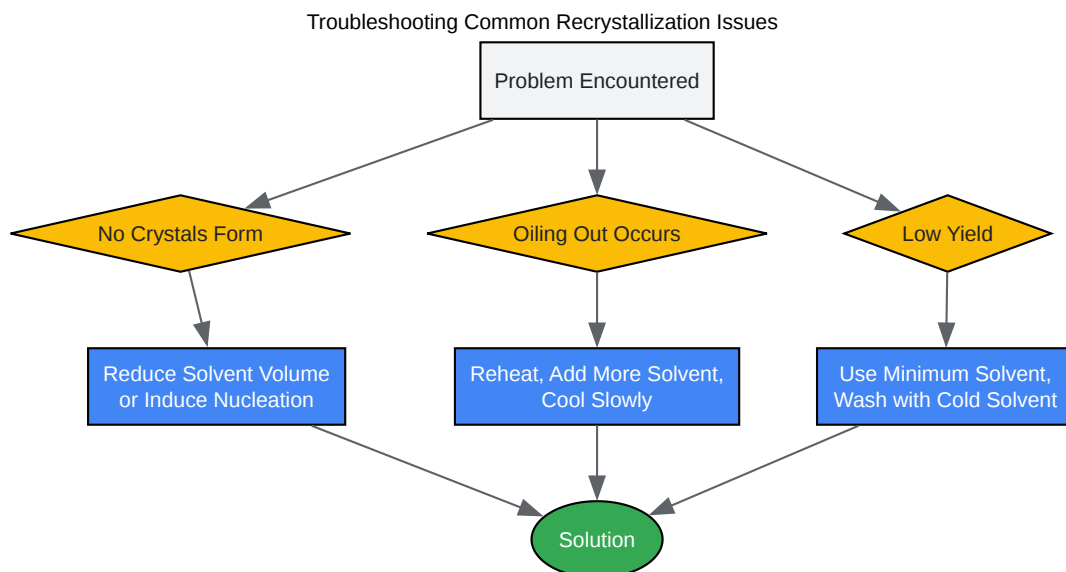 Troubleshooting Common Recrystallization Issues
Problem Encountered
No Crystals Form
Oiling Out Occurs
Low Yield
Reduce Solvent Volume
or Induce Nucleation
Reheat, Add More Solvent,
Cool Slowly
Use Minimum Solvent,
Wash with Cold Solvent
Solution